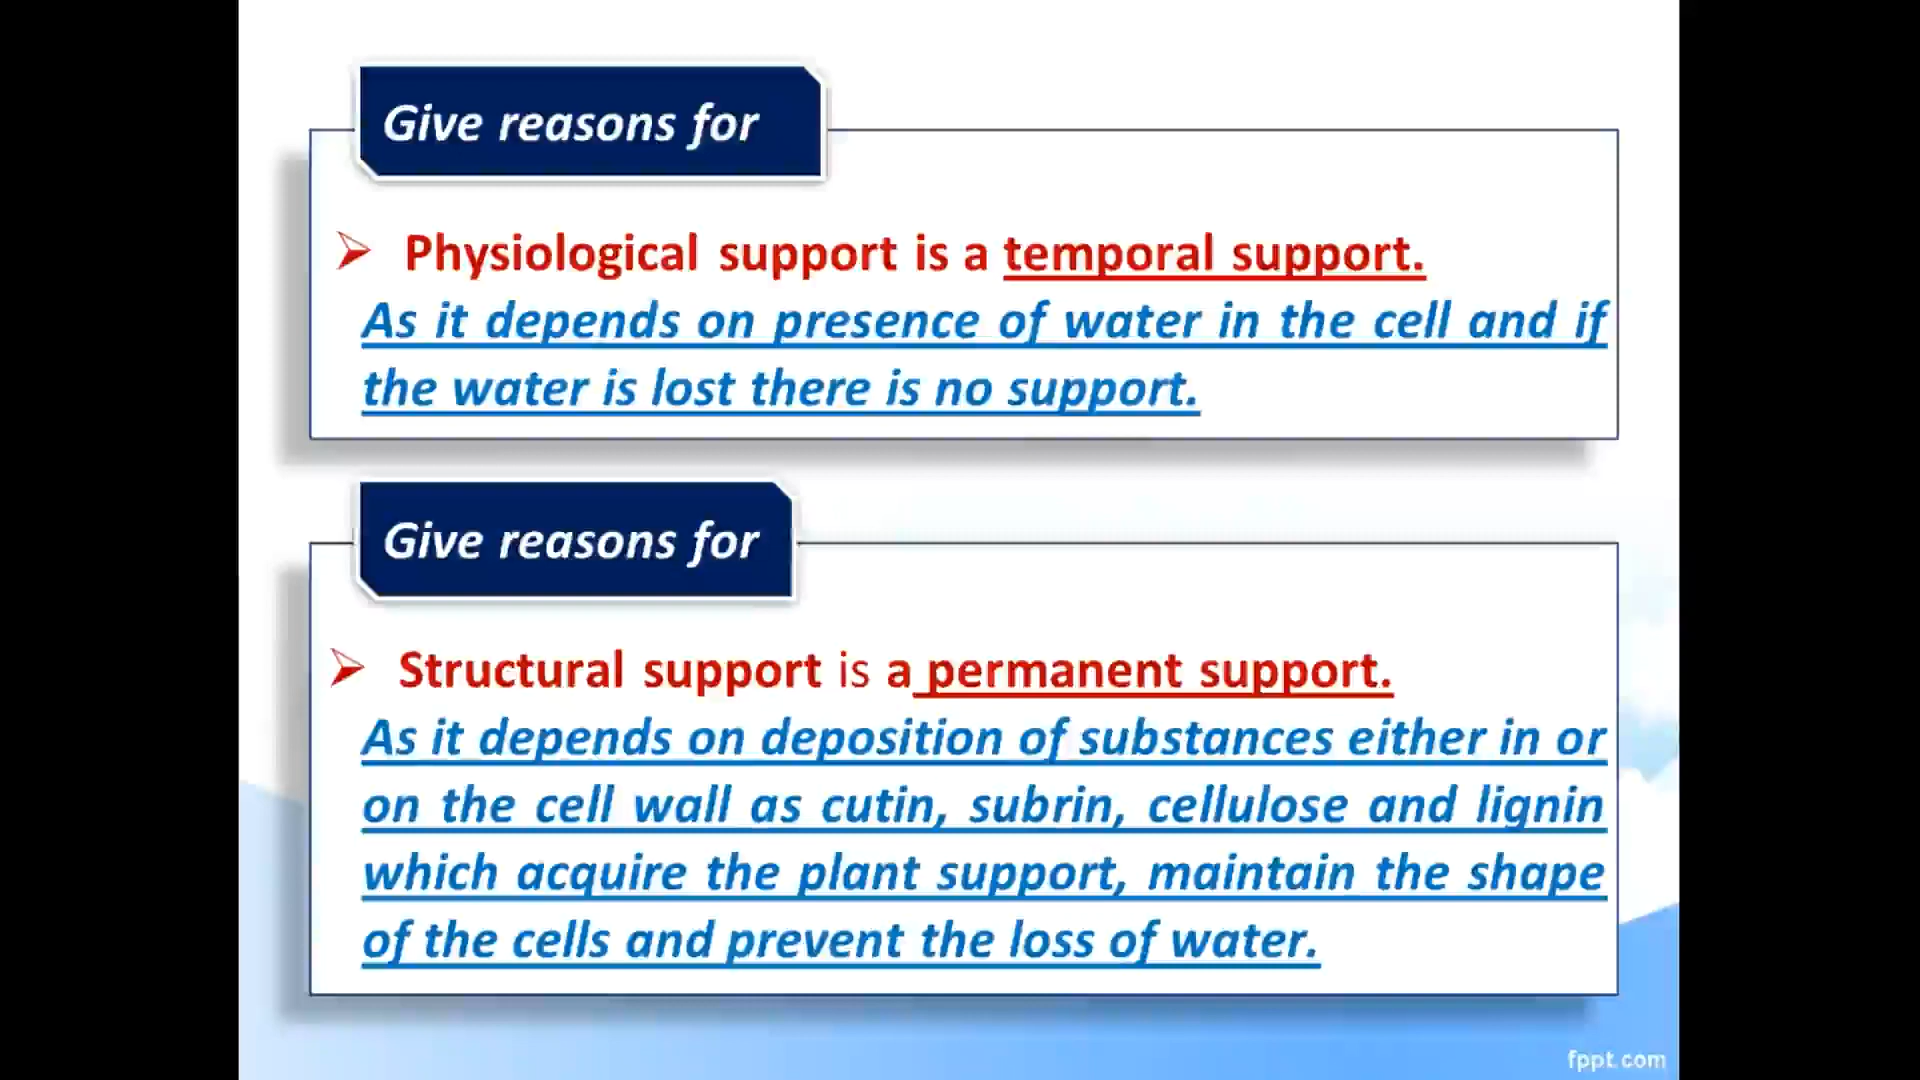 Give reasons for
Physiological support is a temporal support.
As it depends on presence of water in the cell and if
the water is lost there is no support.
Give reasons for
Structural support is a permanent support.
As it depends on deposition of substances either in or
on the cell wall as cutin, subrin, cellulose and lignin
which acquire the plant support, maintain the shape
of the cells and prevent the loss of water.
fppt.com